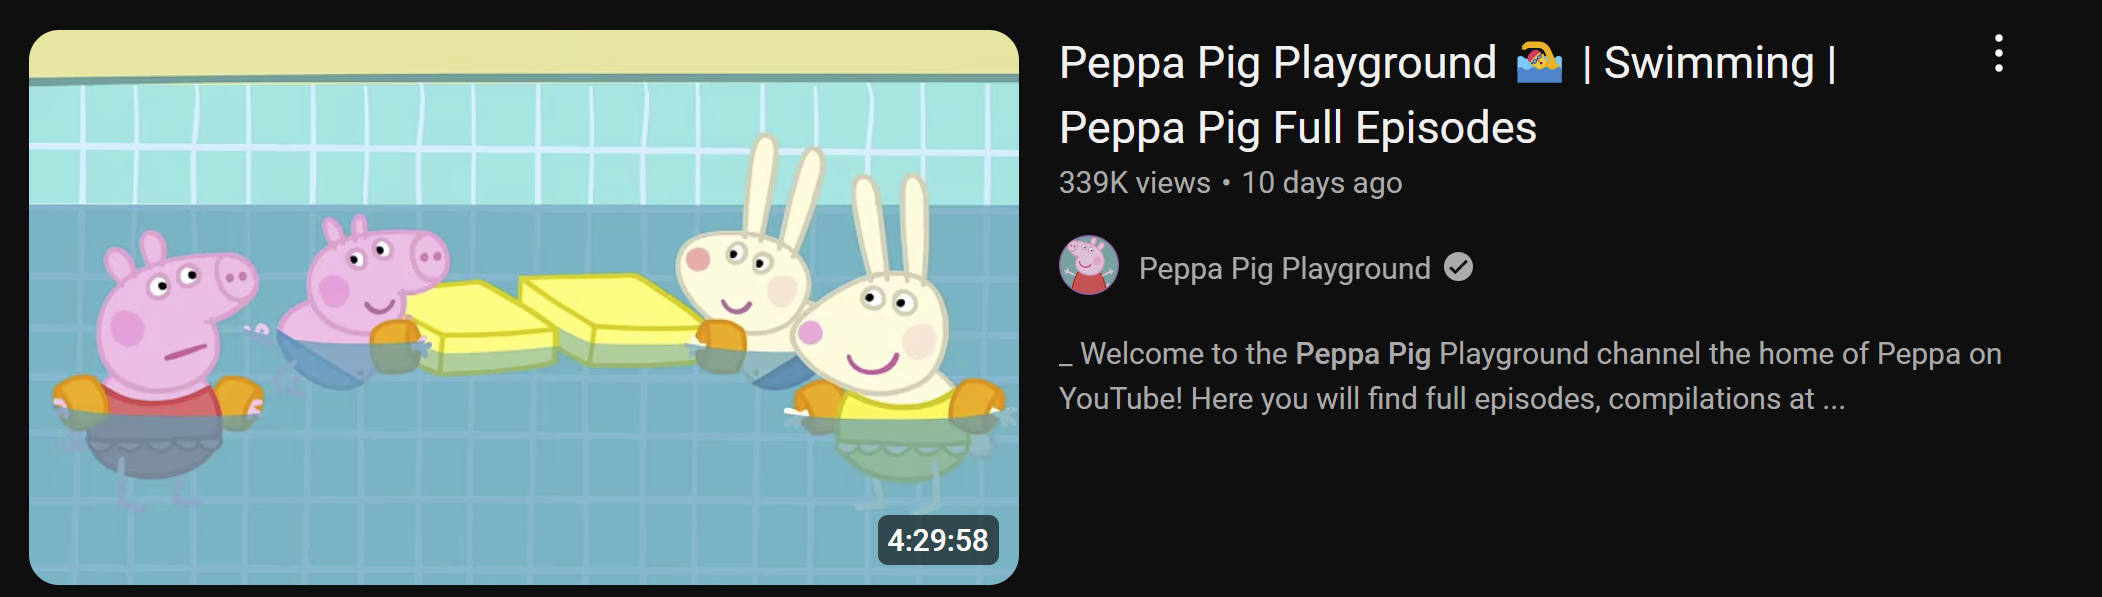 Peppa Pig Playground 🏊 | Swimming |
Peppa Pig Full Episodes
339K views • 10 days ago
Peppa Pig Playground
_ Welcome to the Peppa Pig Playground channel the home of Peppa on
YouTube! Here you will find full episodes, compilations at ...
4:29:58